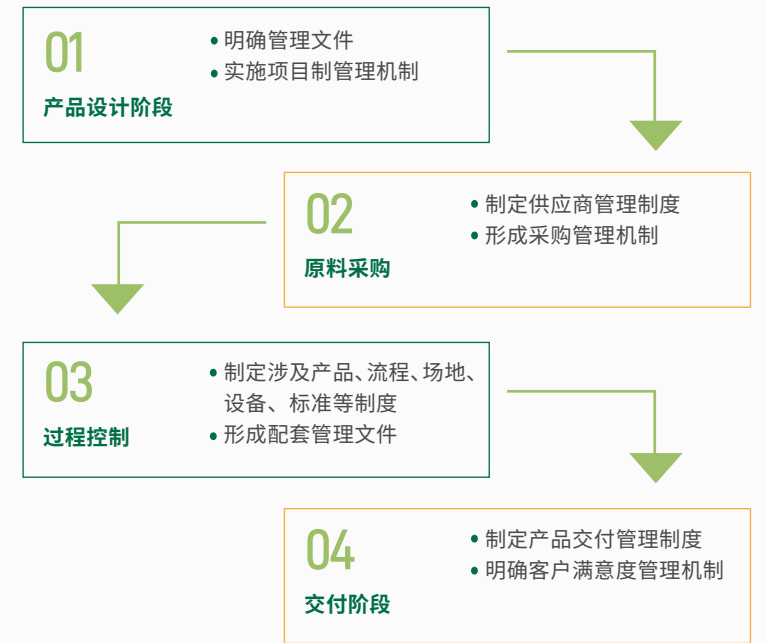 01
产品设计阶段
•明确管理文件
•实施项目制管理机制
02
原料采购
•制定供应商管理制度
•形成采购管理机制
03
过程控制
•制定涉及产品、流程、场地、
设备、标准等制度
•形成配套管理文件
04
交付阶段
•制定产品交付管理制度
•明确客户满意度管理机制